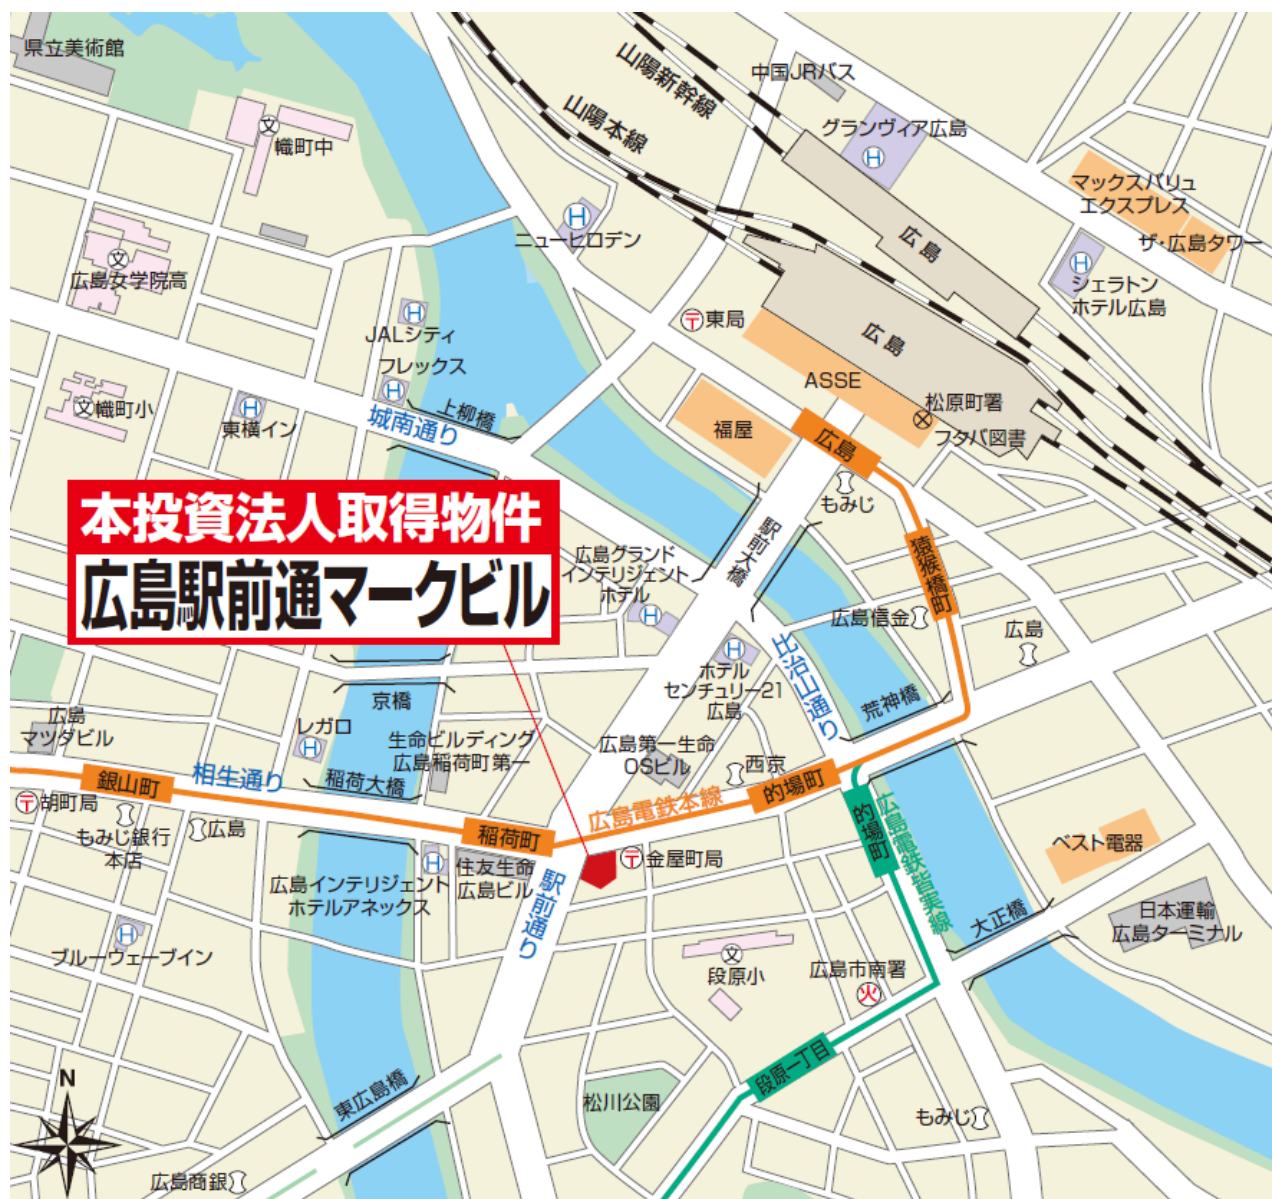 県立美術館
幟町中
広島女学院高
幟町小
東横イン
JALシティ
フレックス
上柳橋
城南通り
ニューヒロデン
山陽新幹線
山陽本線
中国JRバス
グランヴィア広島
マックスバリュ
エクスプレス
ザ・広島タワー
シェラトン
ホテル広島
広島
広島
東局
ASSE
松原町署
フタバ図書
福屋
広島
もみじ
猿猴橋町
駅前大橋
本投資法人取得物件
広島駅前通マークビル
広島グランド
インテリジェント
ホテル
広島信金
広島
比治山通り
荒神橋
ホテル
センチュリー21
広島
広島第一生命
OSビル
西京
京橋
レガロ
生命ビルディング
広島稲荷町第一
稲荷大橋
広島
マツダビル
銀山町
相生通り
胡町局
もみじ銀行
本店
広島
稲荷町
広島電鉄本線
的場町
的場町
広島電鉄皆実線
ベスト電器
金屋町局
住友生命
広島ビル
駅前通り
広島インテリジェント
ホテルアネックス
ブルーウェーブイン
大正橋
日本運輸
広島ターミナル
段原小
広島市南署
火
段原一丁目
松川公園
もみじ
東広島橋
広島商銀
N